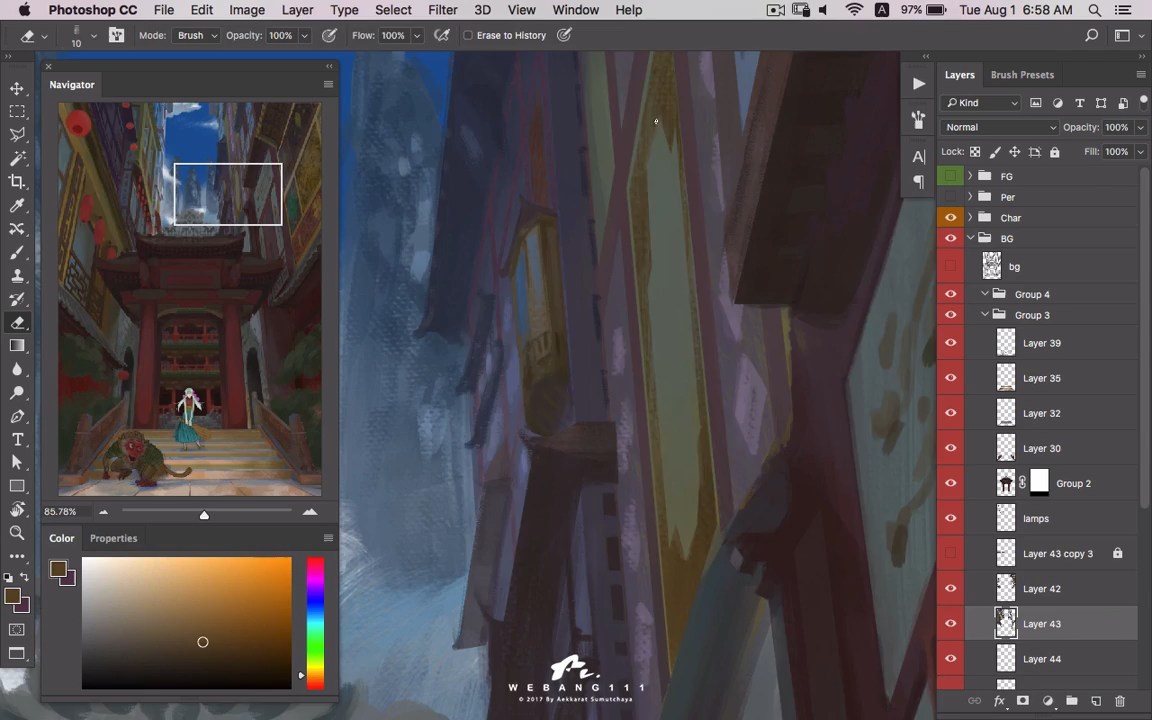 Photoshop CC File Edit Image Layer Type Select Filter 3D View Window Help 97% Tue Aug 1 6:58 AM
10 Mode: Brush Opacity: 100% Flow: 100% Erase to History
Navigator
85.78%
Color Properties
Layers Brush Presets
Kind
Normal Opacity: 100%
Lock: Fill: 100%
FG
Per
Char
BG
bg
Group 4
Group 3
Layer 39
Layer 35
Layer 32
Layer 30
Group 2
lamps
Layer 43 copy 3
Layer 42
Layer 43
Layer 44
WEBANG111
© 2017 By Aekkarat Sumutchaya